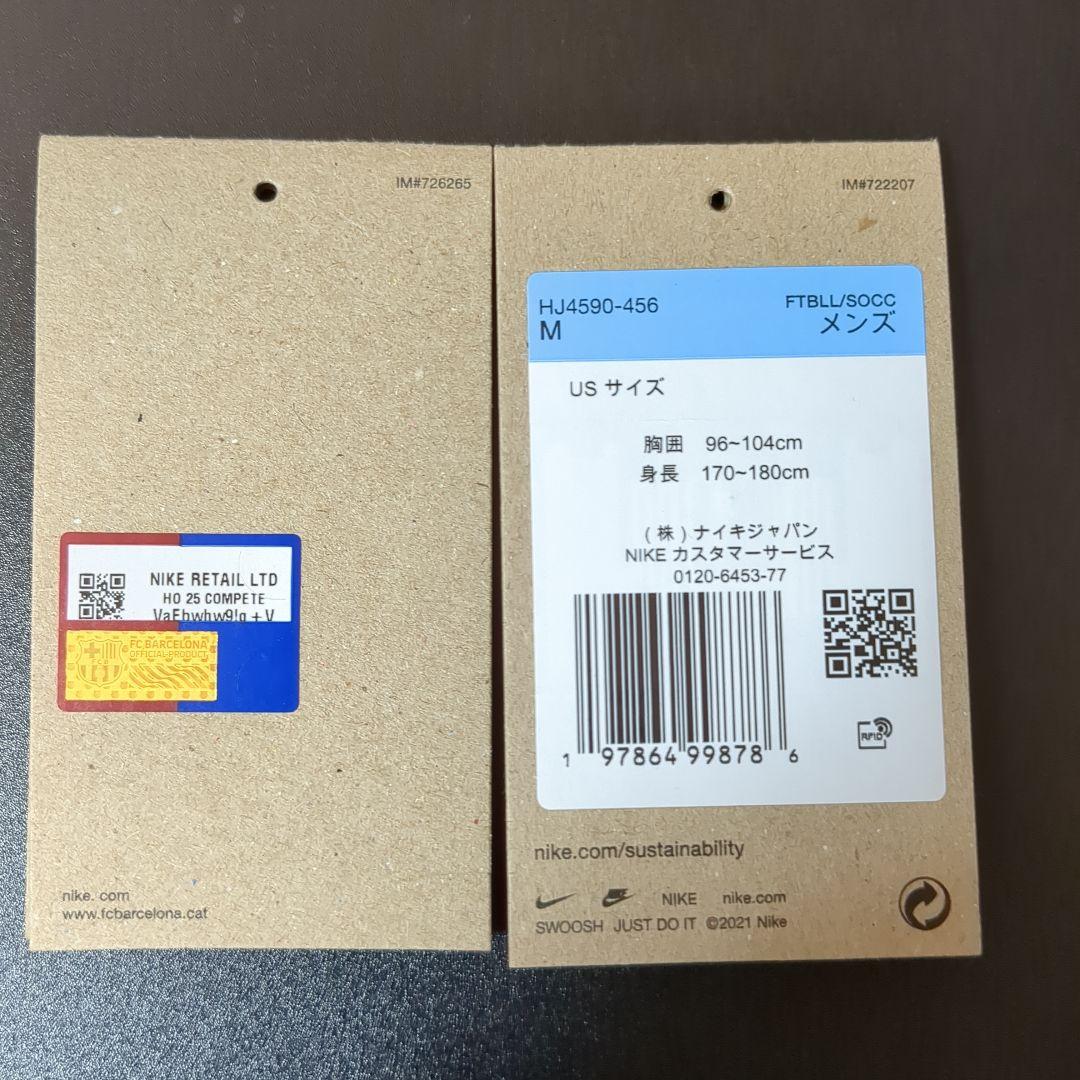 IM#726265
NIKE RETAIL LTD
HO 25 COMPETE
FC BARCELONA
OFFICIAL PRODUCT
nike. com
www.fcbarcelona.cat
IM#722207
HJ4590-456
FTBLL/SOCC
M
メンズ
US サイズ
胸囲 96~104cm
身長 170~180cm
(株)ナイキジャパン
NIKE カスタマーサービス
0120-6453-77
1 97864 99878 6
RFID
nike.com/sustainability
NIKE nike.com
SWOOSH JUST DO IT ©2021 Nike